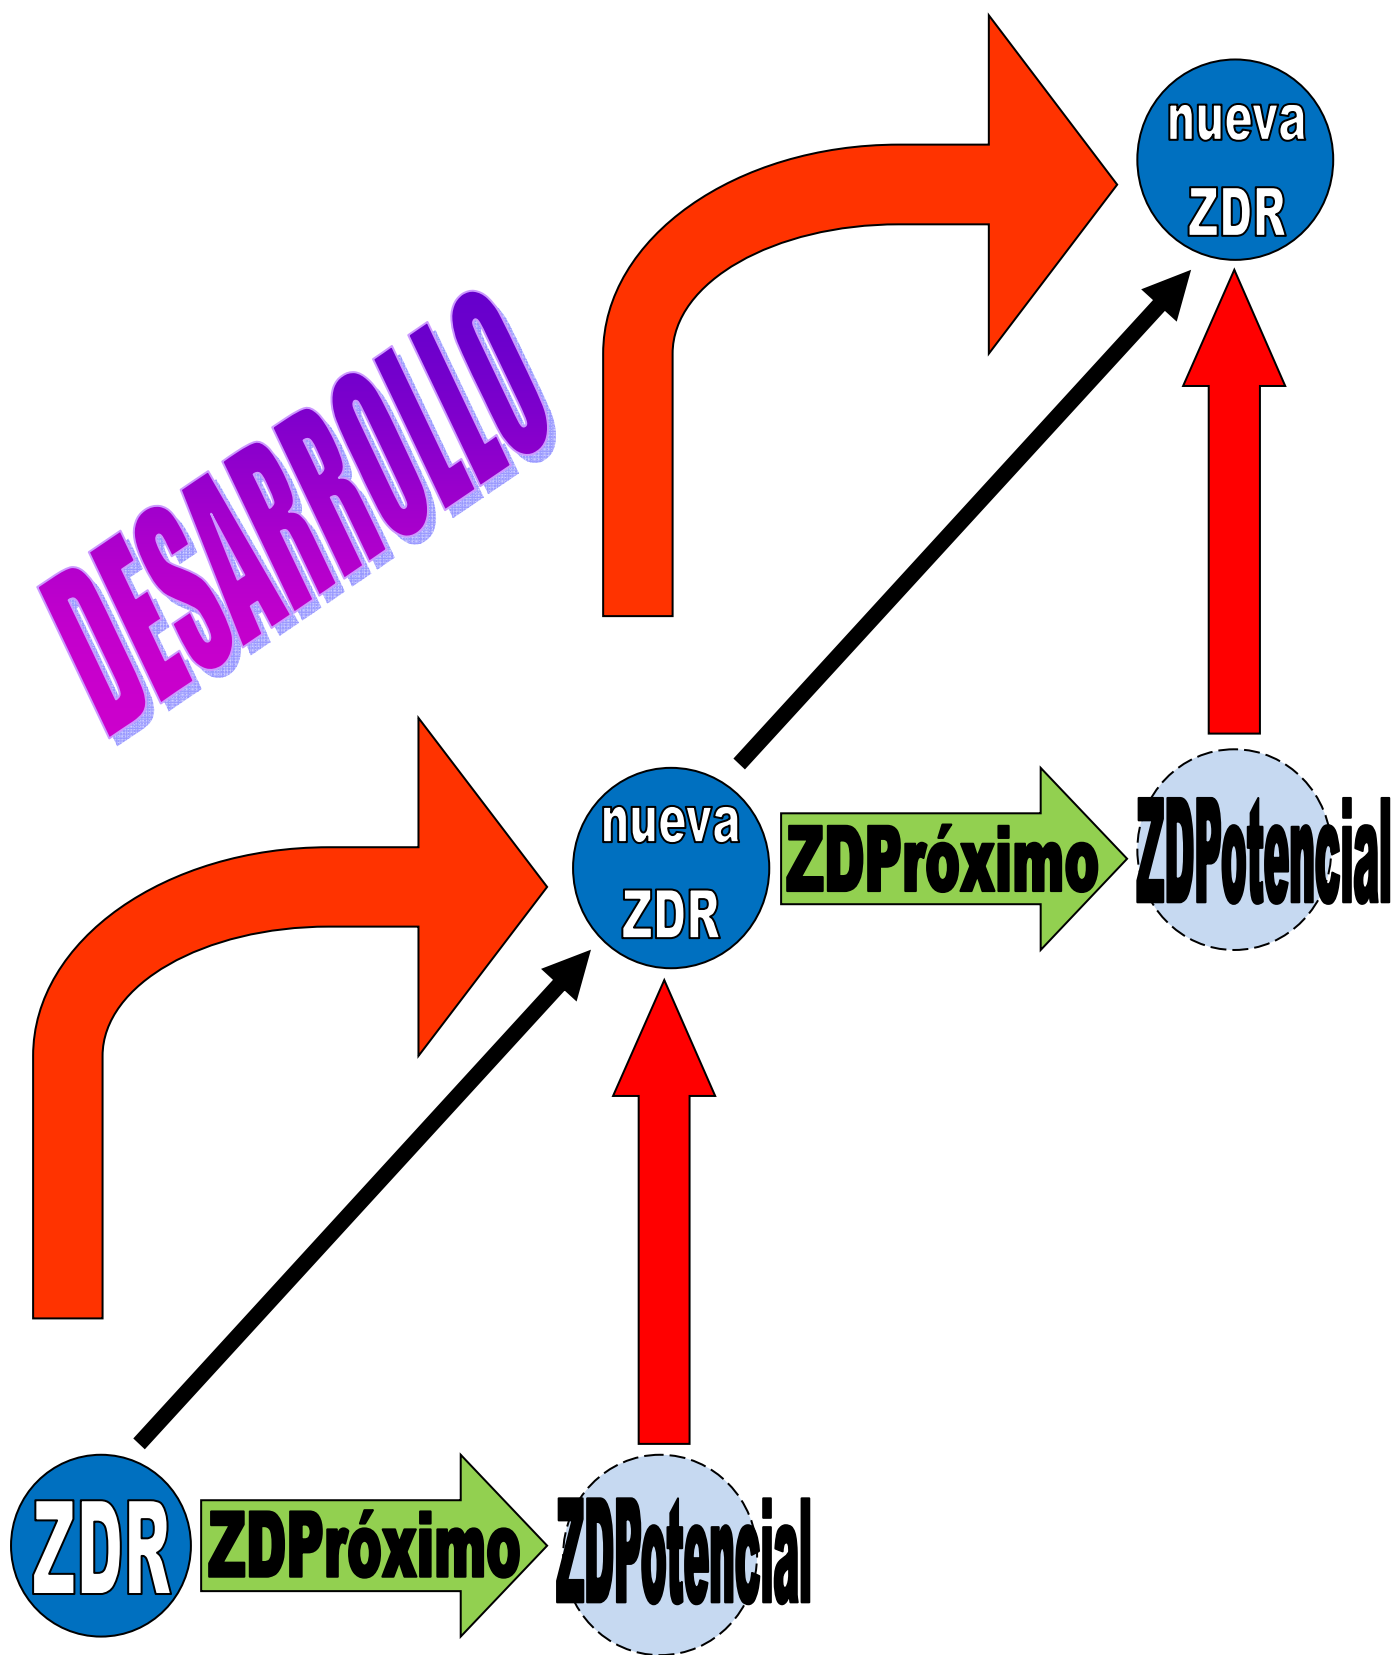 nueva
ZDR
DESARROLLO
nueva
ZDR
ZDPróximo
ZDPotencial
ZDR
ZDPróximo
ZDPotencial